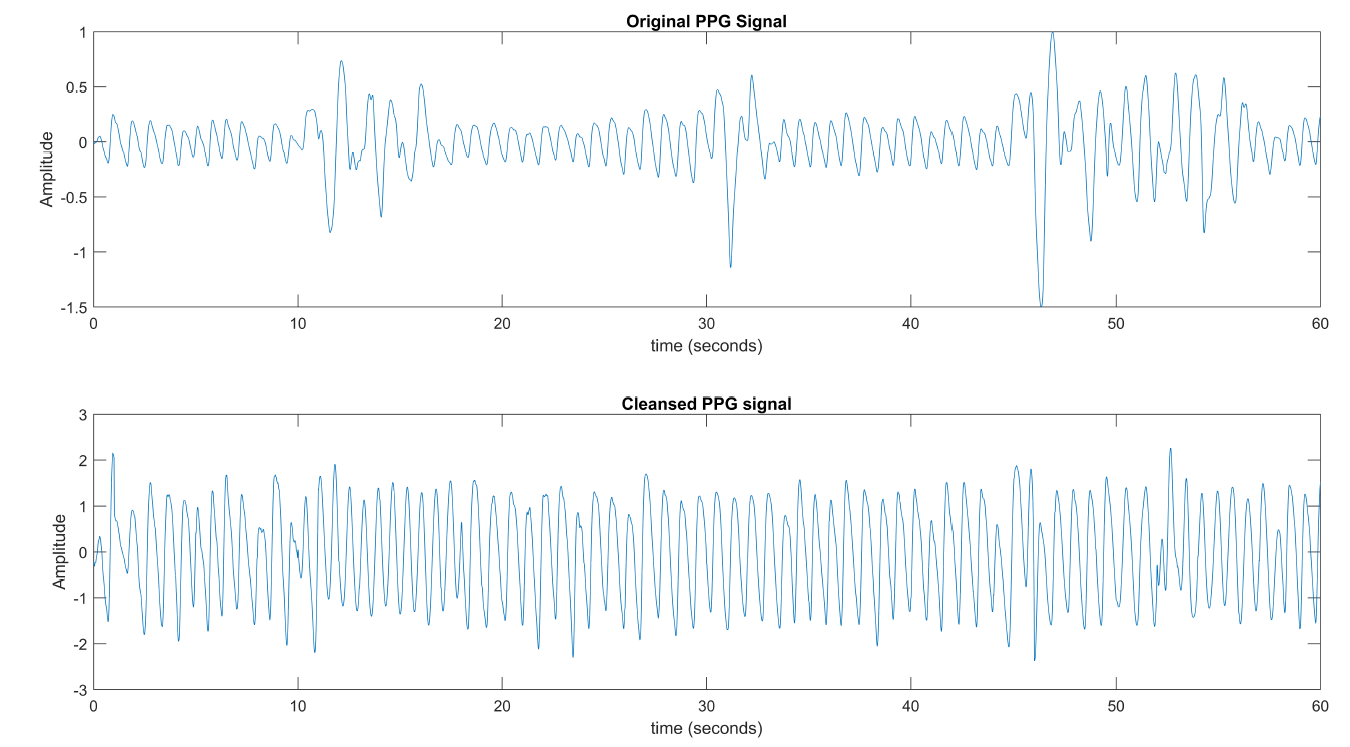 Original PPG Signal
1
0.5
0
-0.5
-1
-1.5
Amplitude
0 10 20 30 40 50 60
time (seconds)
Cleansed PPG signal
3
2
1
0
-1
-2
-3
Amplitude
0 10 20 30 40 50 60
time (seconds)